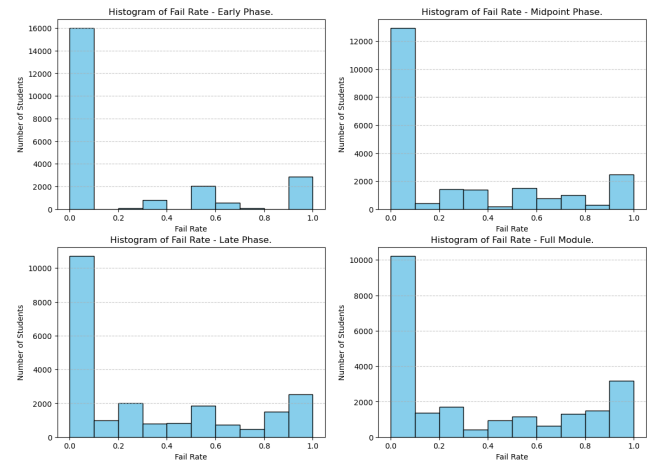 Histogram of Fail Rate - Early Phase.
Number of Students
16000
14000
12000
10000
8000
6000
4000
2000
0
0.0 0.2 0.4 0.6 0.8 1.0
Fail Rate
Histogram of Fail Rate - Midpoint Phase.
Number of Students
12000
10000
8000
6000
4000
2000
0
0.0 0.2 0.4 0.6 0.8 1.0
Fail Rate
Histogram of Fail Rate - Late Phase.
Number of Students
10000
8000
6000
4000
2000
0
0.0 0.2 0.4 0.6 0.8 1.0
Fail Rate
Histogram of Fail Rate - Full Module.
Number of Students
10000
8000
6000
4000
2000
0
0.0 0.2 0.4 0.6 0.8 1.0
Fail Rate